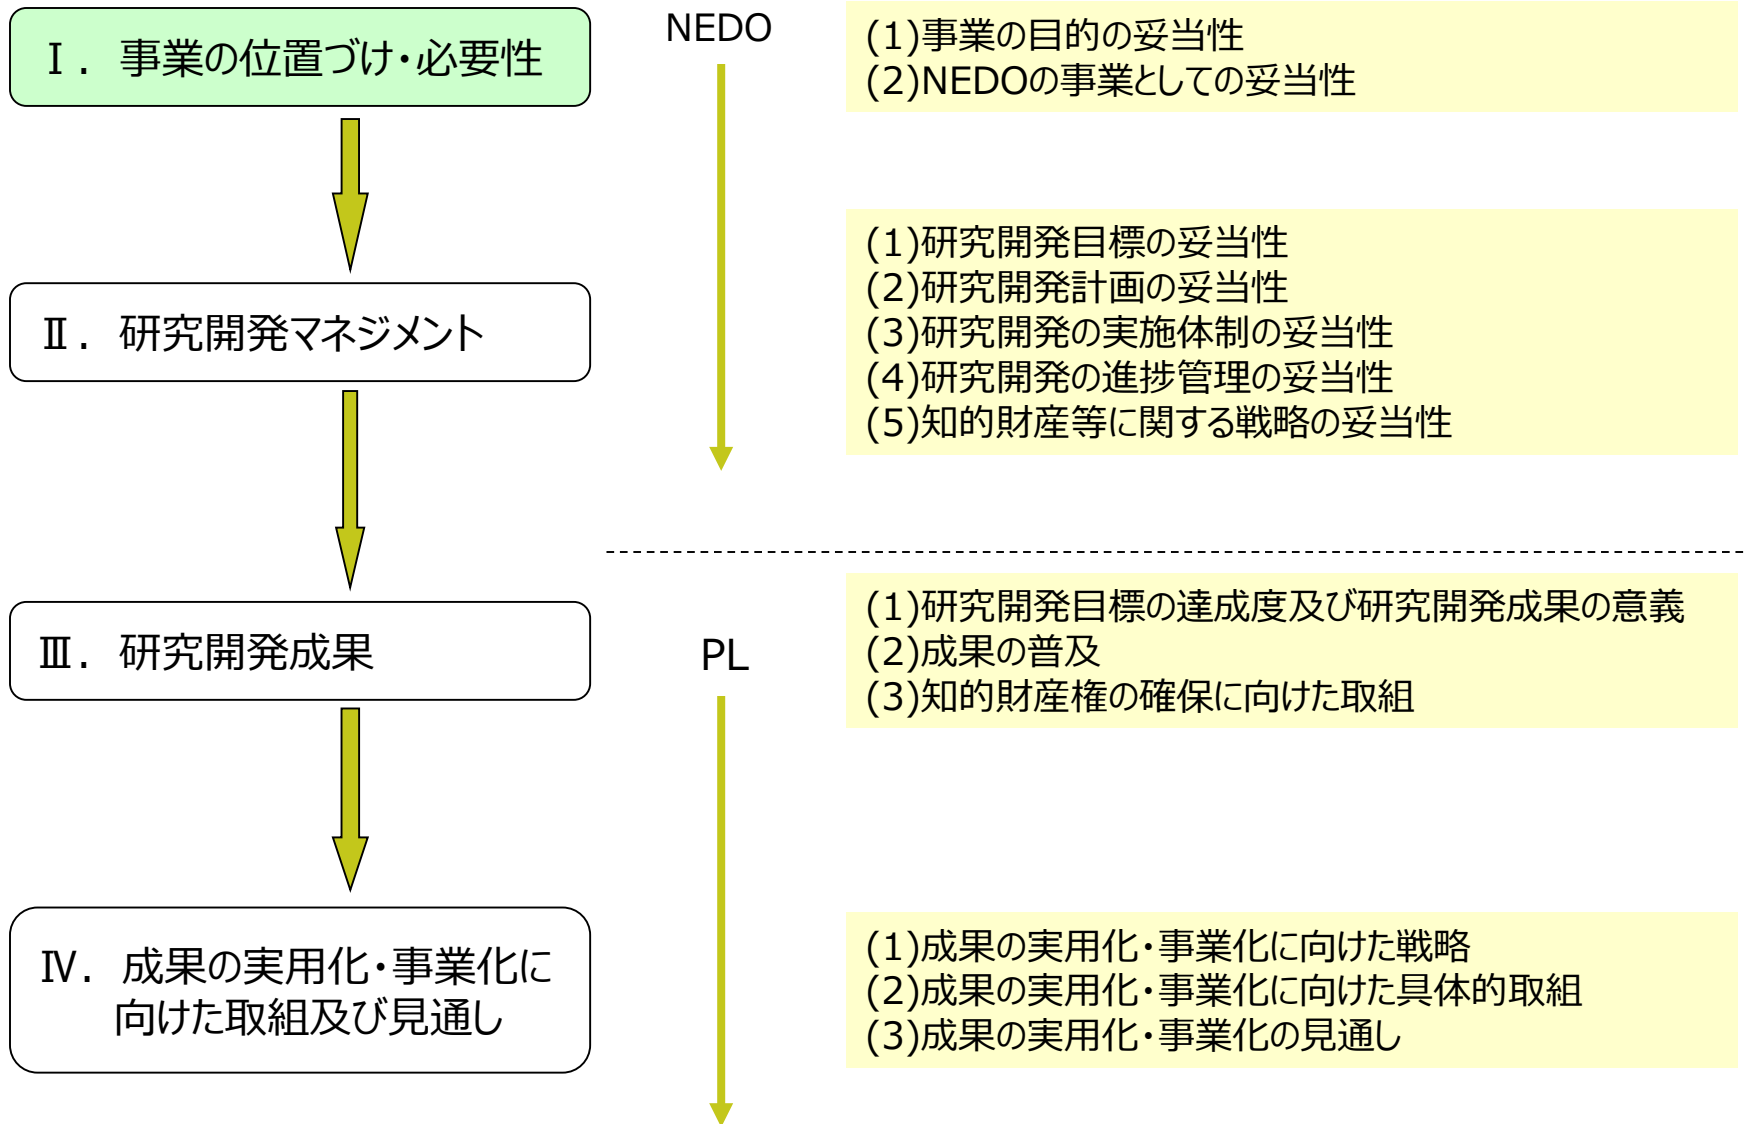 Ⅰ. 事業の位置づけ・必要性
NEDO
(1)事業の目的の妥当性
(2)NEDOの事業としての妥当性
Ⅱ. 研究開発マネジメント
(1)研究開発目標の妥当性
(2)研究開発計画の妥当性
(3)研究開発の実施体制の妥当性
(4)研究開発の進捗管理の妥当性
(5)知的財産等に関する戦略の妥当性
Ⅲ. 研究開発成果
PL
(1)研究開発目標の達成度及び研究開発成果の意義
(2)成果の普及
(3)知的財産権の確保に向けた取組
Ⅳ. 成果の実用化・事業化に
向けた取組及び見通し
(1)成果の実用化・事業化に向けた戦略
(2)成果の実用化・事業化に向けた具体的取組
(3)成果の実用化・事業化の見通し